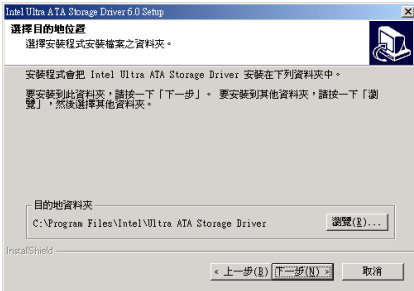 Intel Ultra ATA Storage Driver 6.0 Setup
選擇目的地位置
選擇安裝程式安裝檔案之資料夾。
安裝程式會把 Intel Ultra ATA Storage Driver 安裝在下列資料夾中。
要安裝到此資料夾，請按一下「下一步」。 要安裝到其他資料夾，請按一下「瀏
覽」，然後選擇其他資料夾。
目的地資料夾
C:\Program Files\Intel\Ultra ATA Storage Driver
瀏覽(R)...
InstallShield
< 上一步(B) 下一步(N) > 取消